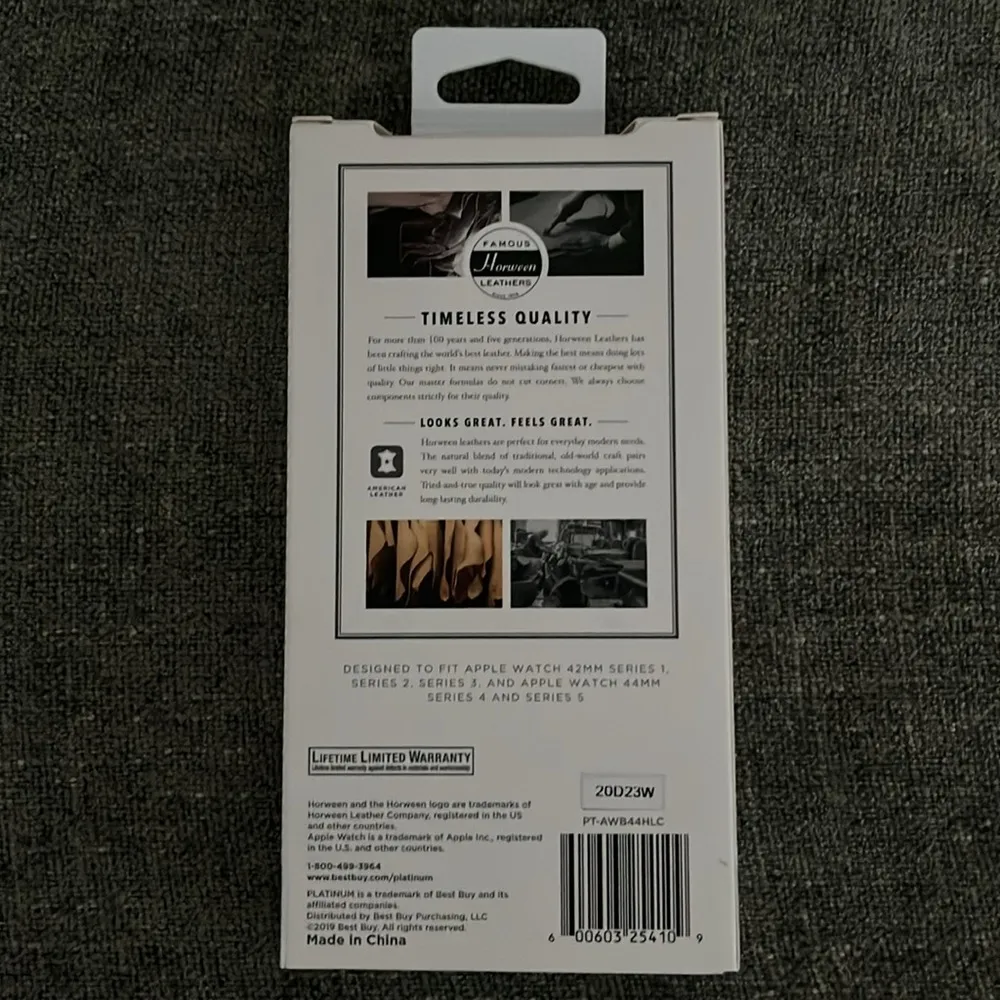 FAMOUS
Horween
LEATHERS
TIMELESS QUALITY
For more than 100 years and five generations, Horween Leathers has
been crafting the world's best leather. Making the best means doing lots
of little things right. It means never mistaking fastest or cheapest with
quality. Our master formulas do not cut corners. We always choose
components strictly for their quality.
LOOKS GREAT. FEELS GREAT.
Horween leathers are perfect for everyday modern needs.
The natural blend of traditional, old-world craft pairs
very well with today's modern technology applications.
Tried-and-true quality will look great with age and provide
long-lasting durability.
AMERICAN
LEATHER
DESIGNED TO FIT APPLE WATCH 42MM SERIES 1,
SERIES 2, SERIES 3, AND APPLE WATCH 44MM
SERIES 4 AND SERIES 5
LIFETIME LIMITED WARRANTY
Lifetime limited warranty against defects in materials and workmanship
Horween and the Horween logo are trademarks of
Horween Leather Company, registered in the US
and other countries.
Apple Watch is a trademark of Apple Inc., registered
in the U.S. and other countries.
1-800-499-3964
www.bestbuy.com/platinum
PLATINUM is a trademark of Best Buy and its
affiliated companies.
Distributed by Best Buy Purchasing, LLC
©2019 Best Buy. All rights reserved.
Made in China
20D23W
PT-AWB44HLC
6 00603 25410 9